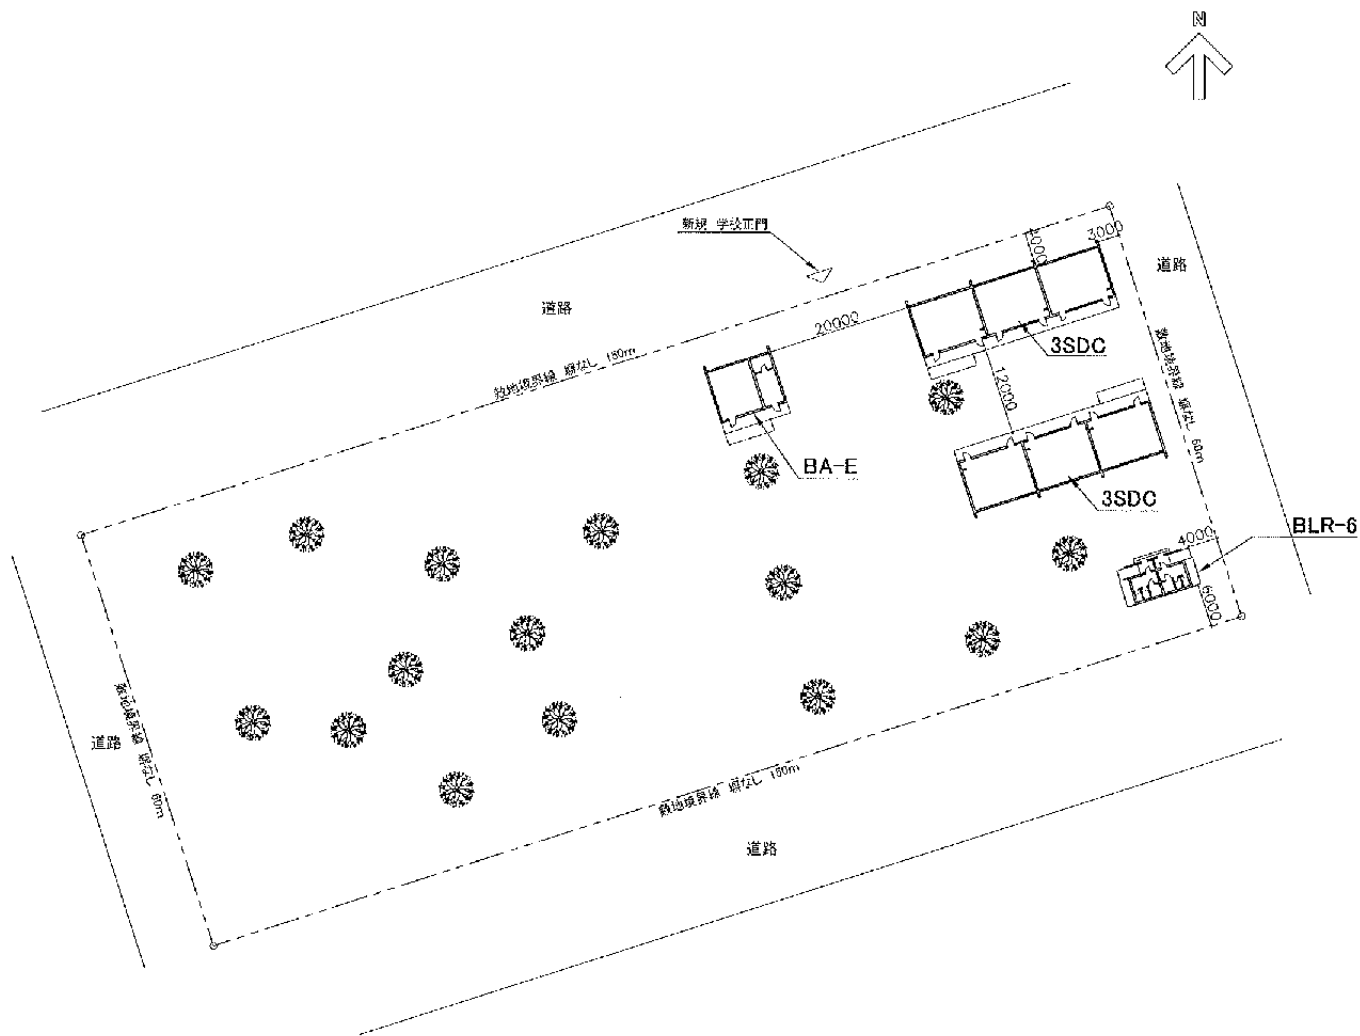 N
新規 学校正門
道路
4000
3000
道路
20000
3SDC
敷地境界線 塀なし 150m
12000
敷地境界線 塀なし 60m
BA-E
3SDC
BLR-6
4000
6000
敷地境界線 塀なし 60m
道路
敷地境界線 塀なし 150m
道路